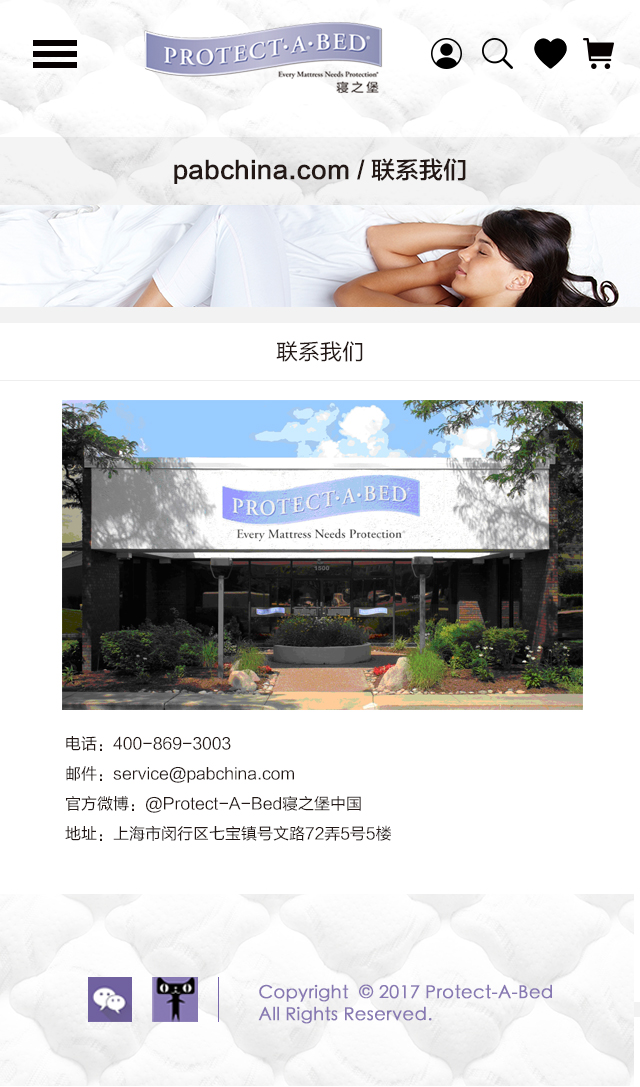 PROTECT·A·BED®
Every Mattress Needs Protection®
寝之堡
pabchina.com / 联系我们
联系我们
PROTECT·A·BED®
Every Mattress Needs Protection®
1500
电话：400-869-3003
邮件：service@pabchina.com
官方微博：@Protect-A-Bed寝之堡中国
地址：上海市闵行区七宝镇号文路72弄5号5楼
Copyright © 2017 Protect-A-Bed
All Rights Reserved.